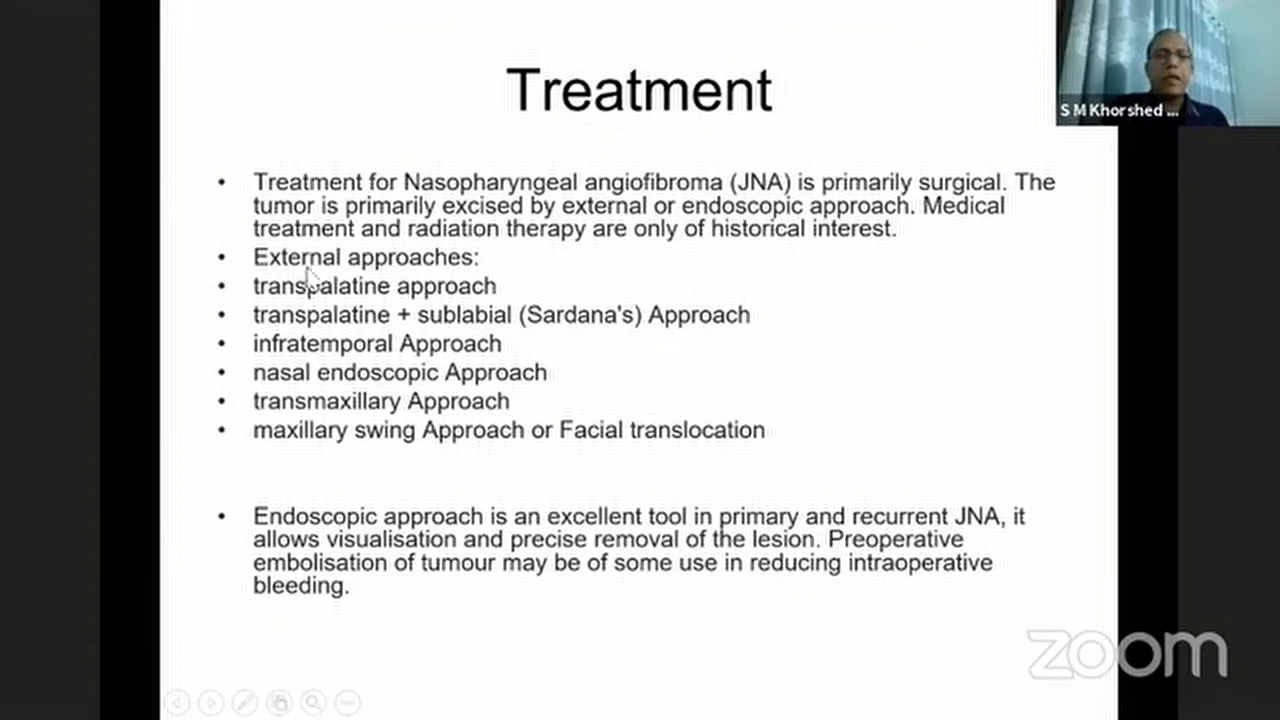 Treatment
S M Khorshed ...
• Treatment for Nasopharyngeal angiofibroma (JNA) is primarily surgical. The
tumor is primarily excised by external or endoscopic approach. Medical
treatment and radiation therapy are only of historical interest.
• External approaches:
• transpalatine approach
• transpalatine + sublabial (Sardana's) Approach
• infratemporal Approach
• nasal endoscopic Approach
• transmaxillary Approach
• maxillary swing Approach or Facial translocation
• Endoscopic approach is an excellent tool in primary and recurrent JNA, it
allows visualisation and precise removal of the lesion. Preoperative
embolisation of tumour may be of some use in reducing intraoperative
bleeding.
zoom